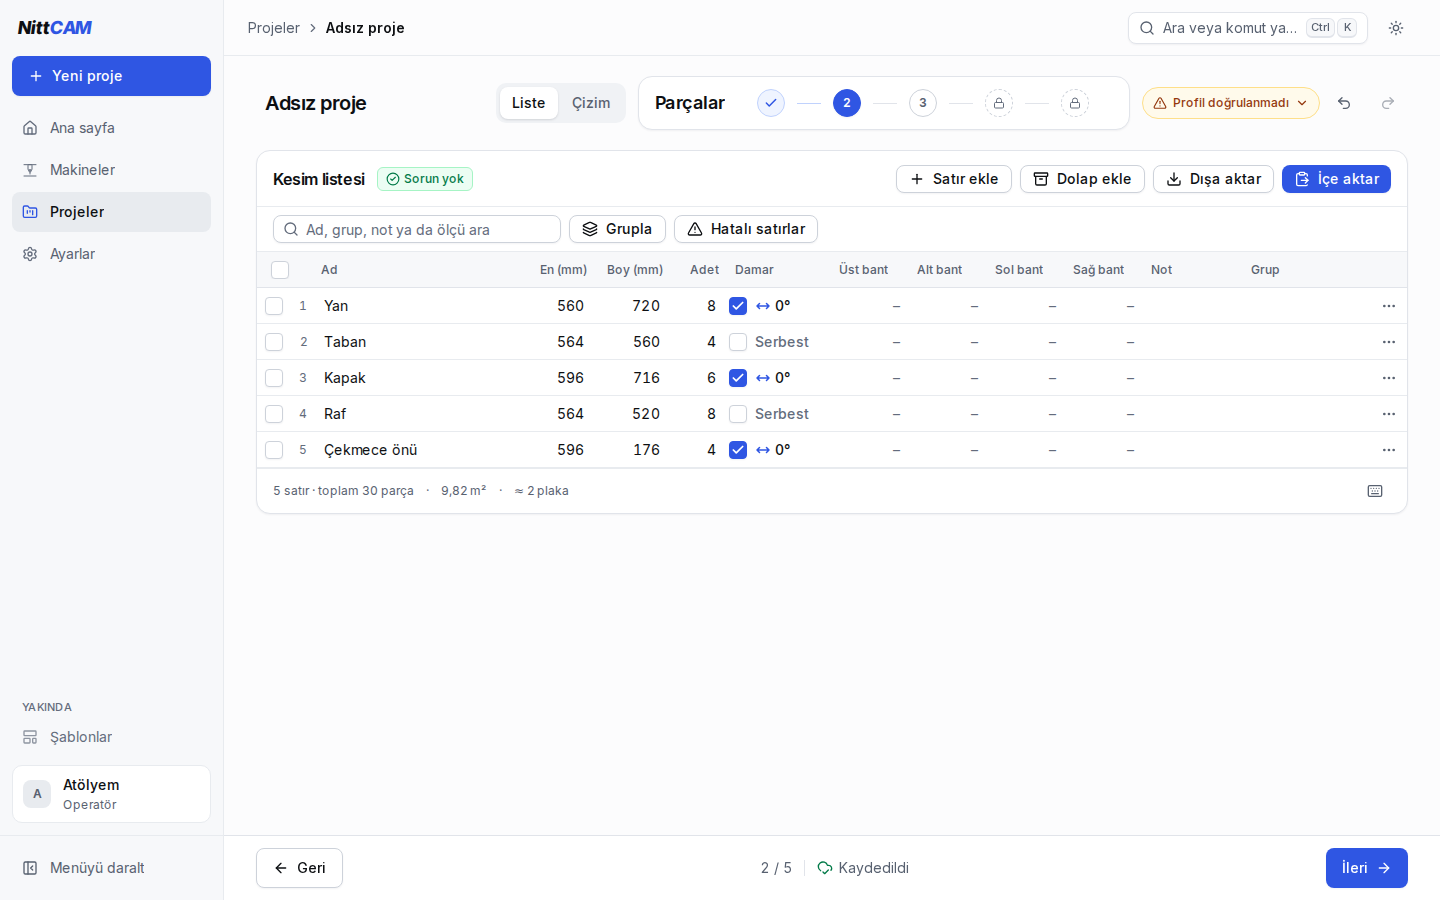 NittCAM
Projeler
Adsız proje
Ara veya komut ya...
Ctrl
K
Yeni proje
Ana sayfa
Makineler
Projeler
Ayarlar
YAKINDA
Şablonlar
A
Atölyem
Operatör
Menüyü daralt
Adsız proje
Liste
Çizim
Parçalar
2
3
Profil doğrulanmadı
Kesim listesi
Sorun yok
Satır ekle
Dolap ekle
Dışa aktar
İçe aktar
Ad, grup, not ya da ölçü ara
Grupla
Hatalı satırlar
Ad En (mm) Boy (mm) Adet Damar Üst bant Alt bant Sol bant Sağ bant Not Grup
1 Yan 560 720 8 ↔ 0° – – – – ···
2 Taban 564 560 4 Serbest – – – – ···
3 Kapak 596 716 6 ↔ 0° – – – – ···
4 Raf 564 520 8 Serbest – – – – ···
5 Çekmece önü 596 176 4 ↔ 0° – – – – ···
5 satır · toplam 30 parça · 9,82 m² · ≈ 2 plaka
Geri
2 / 5
Kaydedildi
İleri